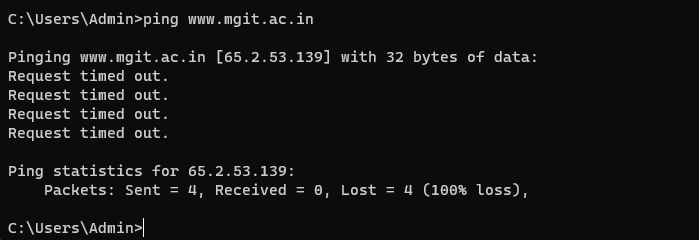 C:\Users\Admin>ping www.mgit.ac.in
Pinging www.mgit.ac.in [65.2.53.139] with 32 bytes of data:
Request timed out.
Request timed out.
Request timed out.
Request timed out.
Ping statistics for 65.2.53.139:
    Packets: Sent = 4, Received = 0, Lost = 4 (100% loss),
C:\Users\Admin>